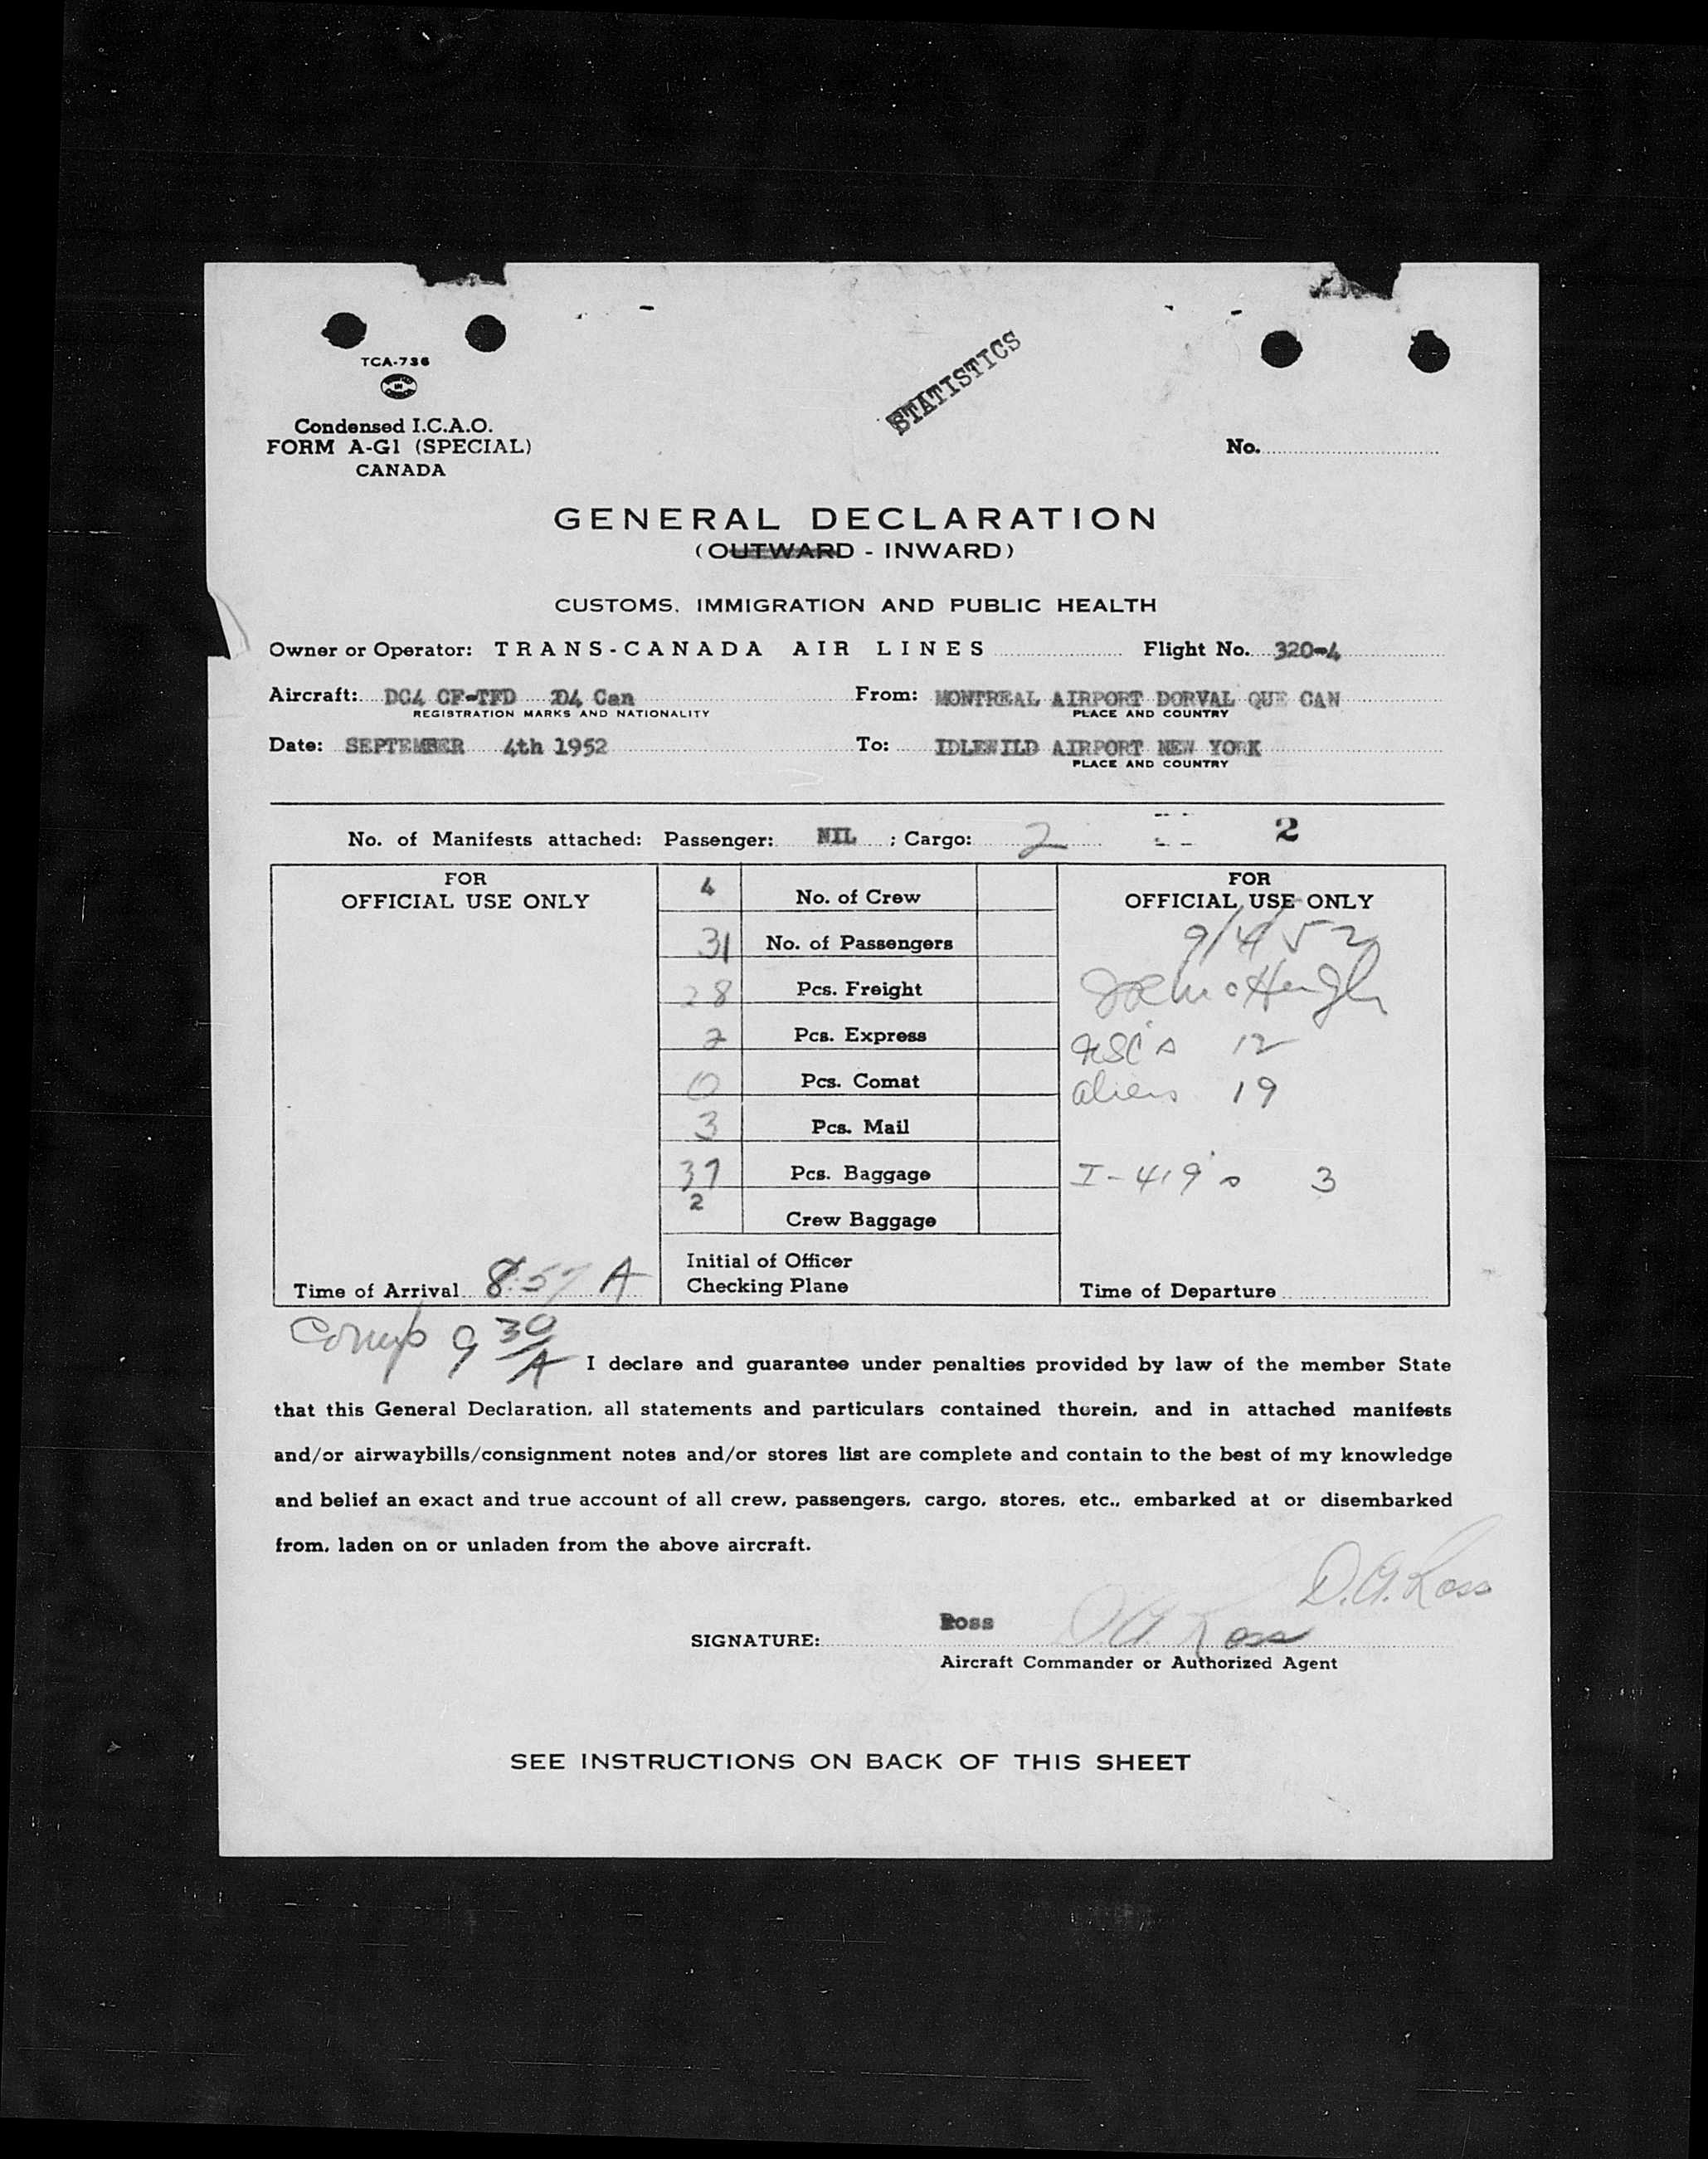 STATISTICS
TCA-736
Condensed I.C.A.O.
FORM A-G1 (SPECIAL)
CANADA
No.
GENERAL DECLARATION
(OUTWARD - INWARD)
CUSTOMS, IMMIGRATION AND PUBLIC HEALTH
Owner or Operator: TRANS-CANADA AIR LINES Flight No. 320-4
Aircraft: DC4 CF-TFD 204 Can From: MONTREAL AIRPORT DORVAL QUE CAN
REGISTRATION MARKS AND NATIONALITY PLACE AND COUNTRY
Date: SEPTEMBER 4th 1952 To: IDLEWILD AIRPORT NEW YORK
PLACE AND COUNTRY
No. of Manifests attached: Passenger: NIL ; Cargo: 2 2
FOR
OFFICIAL USE ONLY
4 No. of Crew
31 No. of Passengers
28 Pcs. Freight
2 Pcs. Express
0 Pcs. Comat
3 Pcs. Mail
37 Pcs. Baggage
2 Crew Baggage
Initial of Officer
Checking Plane
FOR
OFFICIAL USE ONLY
9/4/52
USC's 12
aliens 19
I-419's 3
Time of Arrival 8:57 A
Time of Departure
Comp 9 30/A
I declare and guarantee under penalties provided by law of the member State
that this General Declaration, all statements and particulars contained therein, and in attached manifests
and/or airwaybills/consignment notes and/or stores list are complete and contain to the best of my knowledge
and belief an exact and true account of all crew, passengers, cargo, stores, etc., embarked at or disembarked
from, laden on or unladen from the above aircraft.
D.A. Ross
SIGNATURE: Ross D.A. Ross
Aircraft Commander or Authorized Agent
SEE INSTRUCTIONS ON BACK OF THIS SHEET